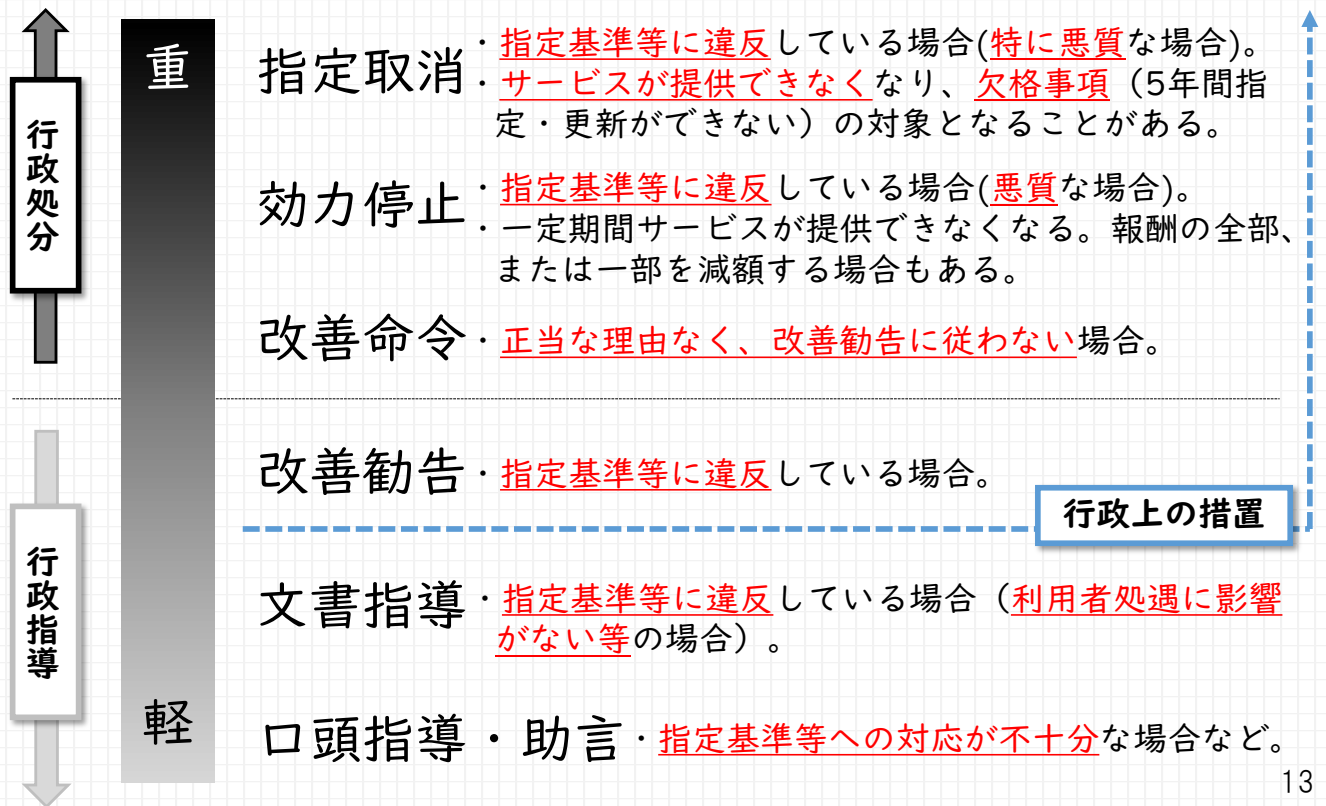 行政処分
重
指定取消
・指定基準等に違反している場合(特に悪質な場合)。
・サービスが提供できなくなり、欠格事項（5年間指
定・更新ができない）の対象となることがある。
効力停止
・指定基準等に違反している場合(悪質な場合)。
・一定期間サービスが提供できなくなる。報酬の全部、
または一部を減額する場合もある。
改善命令
・正当な理由なく、改善勧告に従わない場合。
改善勧告
・指定基準等に違反している場合。
行政上の措置
行政指導
文書指導
・指定基準等に違反している場合（利用者処遇に影響
がない等の場合）。
軽
口頭指導・助言
・指定基準等への対応が不十分な場合など。
13